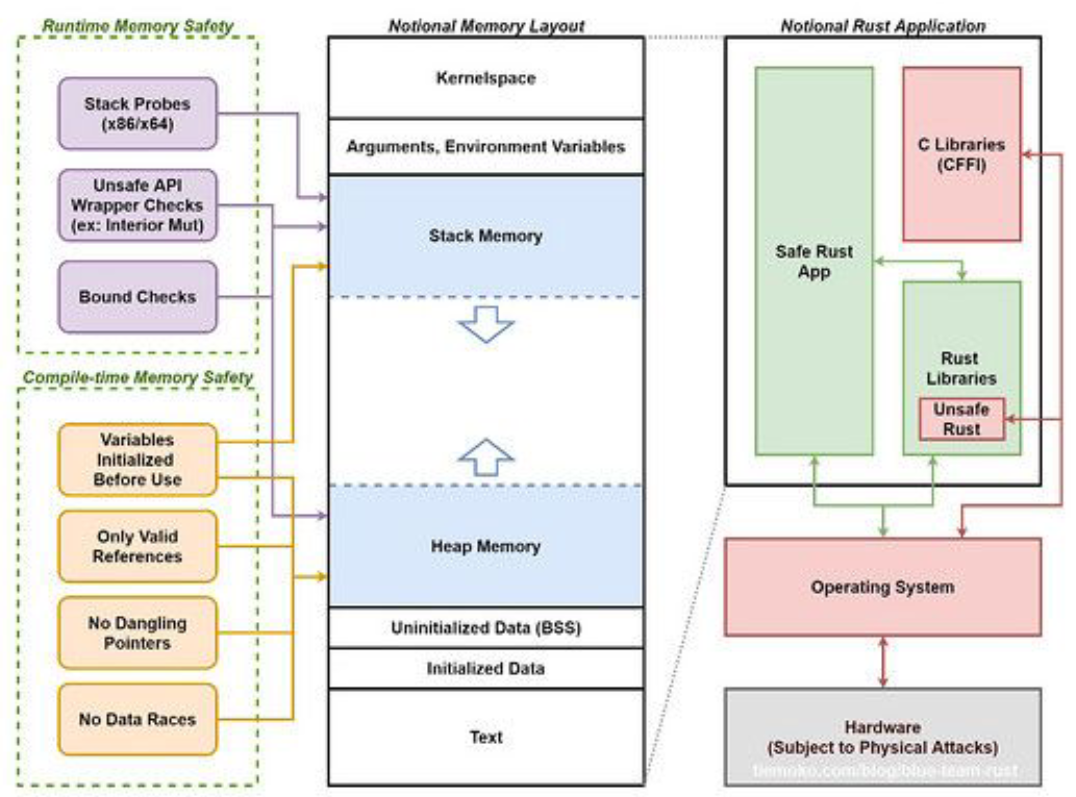 Runtime Memory Safety
Notional Memory Layout
Notional Rust Application
Stack Probes
(x86/x64)
Unsafe API
Wrapper Checks
(ex: Interior Mut)
Bound Checks
Compile-time Memory Safety
Variables
Initialized
Before Use
Only Valid
References
No Dangling
Pointers
No Data Races
Kernelspace
Arguments, Environment Variables
Stack Memory
Heap Memory
Uninitialized Data (BSS)
Initialized Data
Text
Safe Rust
App
C Libraries
(CFFI)
Rust
Libraries
Unsafe
Rust
Operating System
Hardware
(Subject to Physical Attacks)
tiemoko.com/blog/blue-team-rust